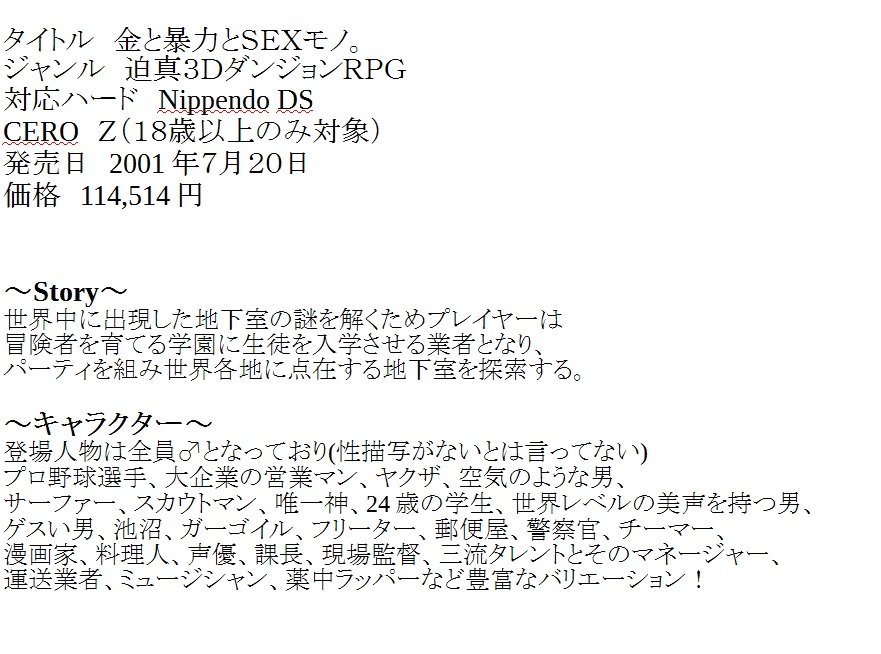 タイトル　金と暴力とＳＥＸモノ。
ジャンル　迫真３ＤダンジョンＲＰＧ
対応ハード　Nippendo DS
CERO　Ｚ（１８歳以上のみ対象）
発売日　2001年７月２０日
価格　114,514円
～Story～
世界中に出現した地下室の謎を解くためプレイヤーは
冒険者を育てる学園に生徒を入学させる業者となり、
パーティを組み世界各地に点在する地下室を探索する。
～キャラクター～
登場人物は全員♂となっており(性描写がないとは言ってない)
プロ野球選手、大企業の営業マン、ヤクザ、空気のような男、
サーファー、スカウトマン、唯一神、24歳の学生、世界レベルの美声を持つ男、
ゲスい男、池沼、ガーゴイル、フリーター、郵便屋、警察官、チーマー、
漫画家、料理人、声優、課長、現場監督、三流タレントとそのマネージャー、
運送業者、ミュージシャン、薬中ラッパーなど豊富なバリエーション！